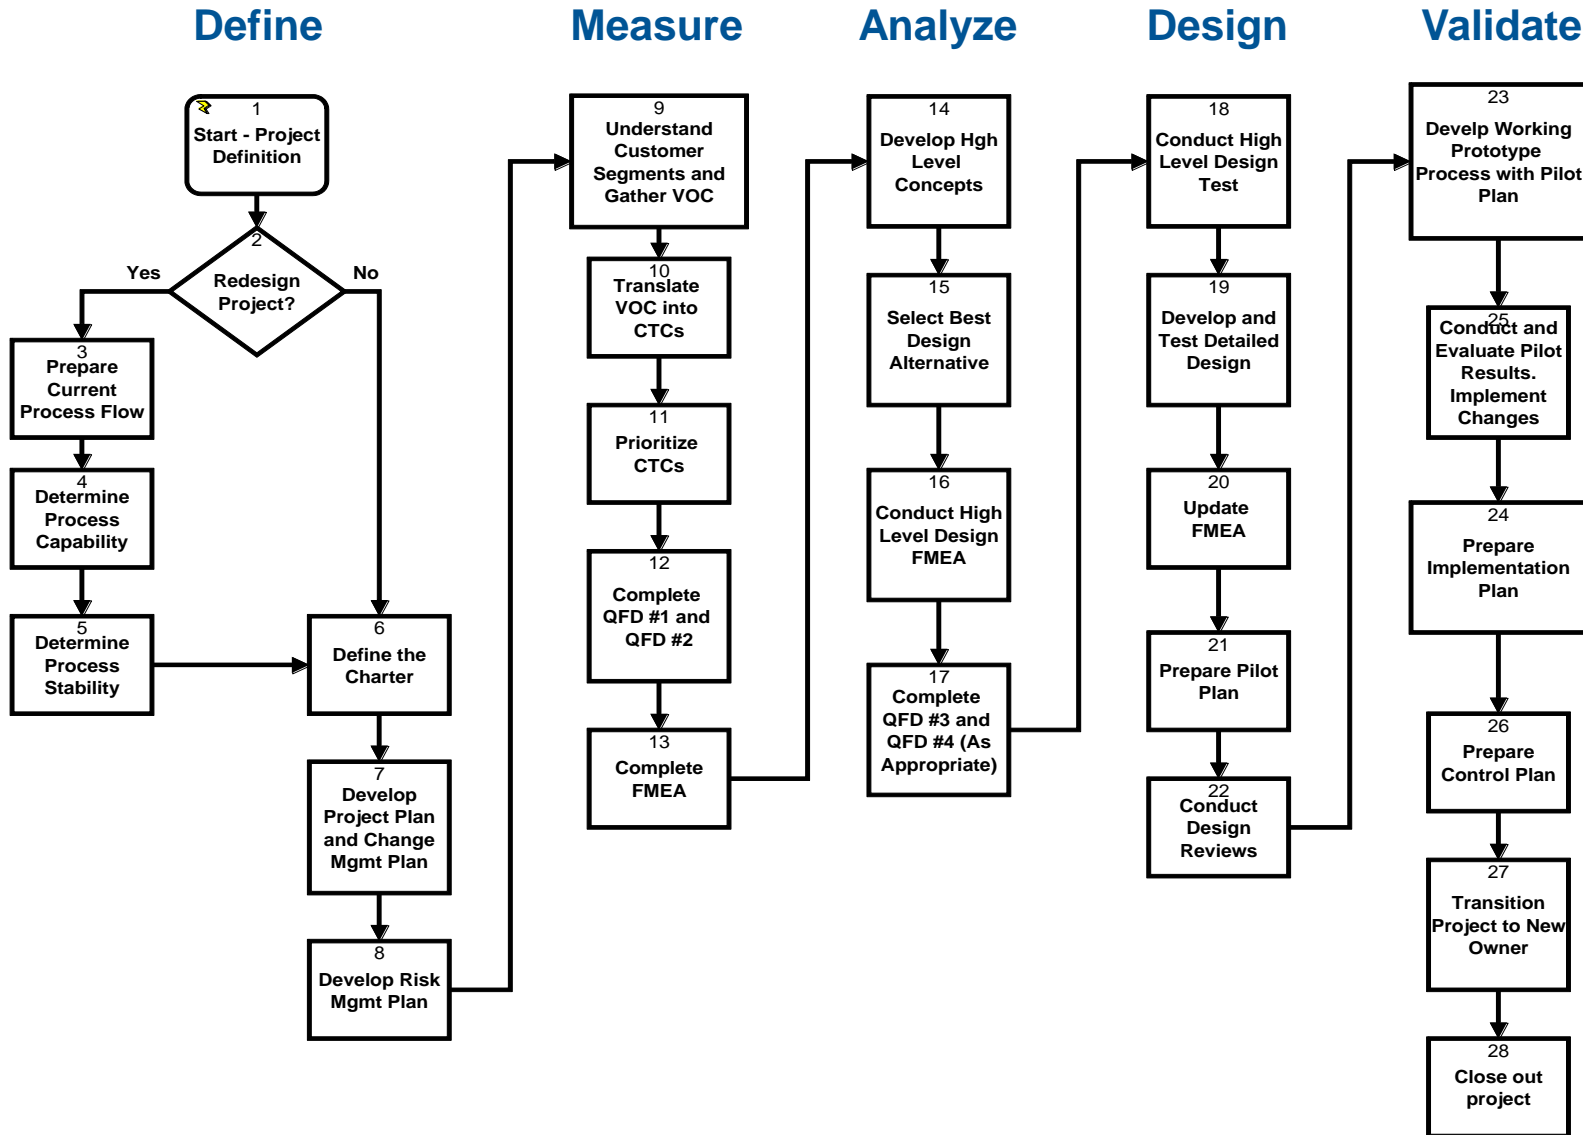 Define
Measure
Analyze
Design
Validate
1
Start - Project
Definition
2
Redesign
Project?
Yes
No
3
Prepare
Current
Process Flow
4
Determine
Process
Capability
5
Determine
Process
Stability
6
Define the
Charter
7
Develop
Project Plan
and Change
Mgmt Plan
8
Develop Risk
Mgmt Plan
9
Understand
Customer
Segments and
Gather VOC
10
Translate
VOC into
CTCs
11
Prioritize
CTCs
12
Complete
QFD #1 and
QFD #2
13
Complete
FMEA
14
Develop Hgh
Level
Concepts
15
Select Best
Design
Alternative
16
Conduct High
Level Design
FMEA
17
Complete
QFD #3 and
QFD #4 (As
Appropriate)
18
Conduct High
Level Design
Test
19
Develop and
Test Detailed
Design
20
Update
FMEA
21
Prepare Pilot
Plan
22
Conduct
Design
Reviews
23
Develp Working
Prototype
Process with Pilot
Plan
25
Conduct and
Evaluate Pilot
Results.
Implement
Changes
24
Prepare
Implementation
Plan
26
Prepare
Control Plan
27
Transition
Project to New
Owner
28
Close out
project